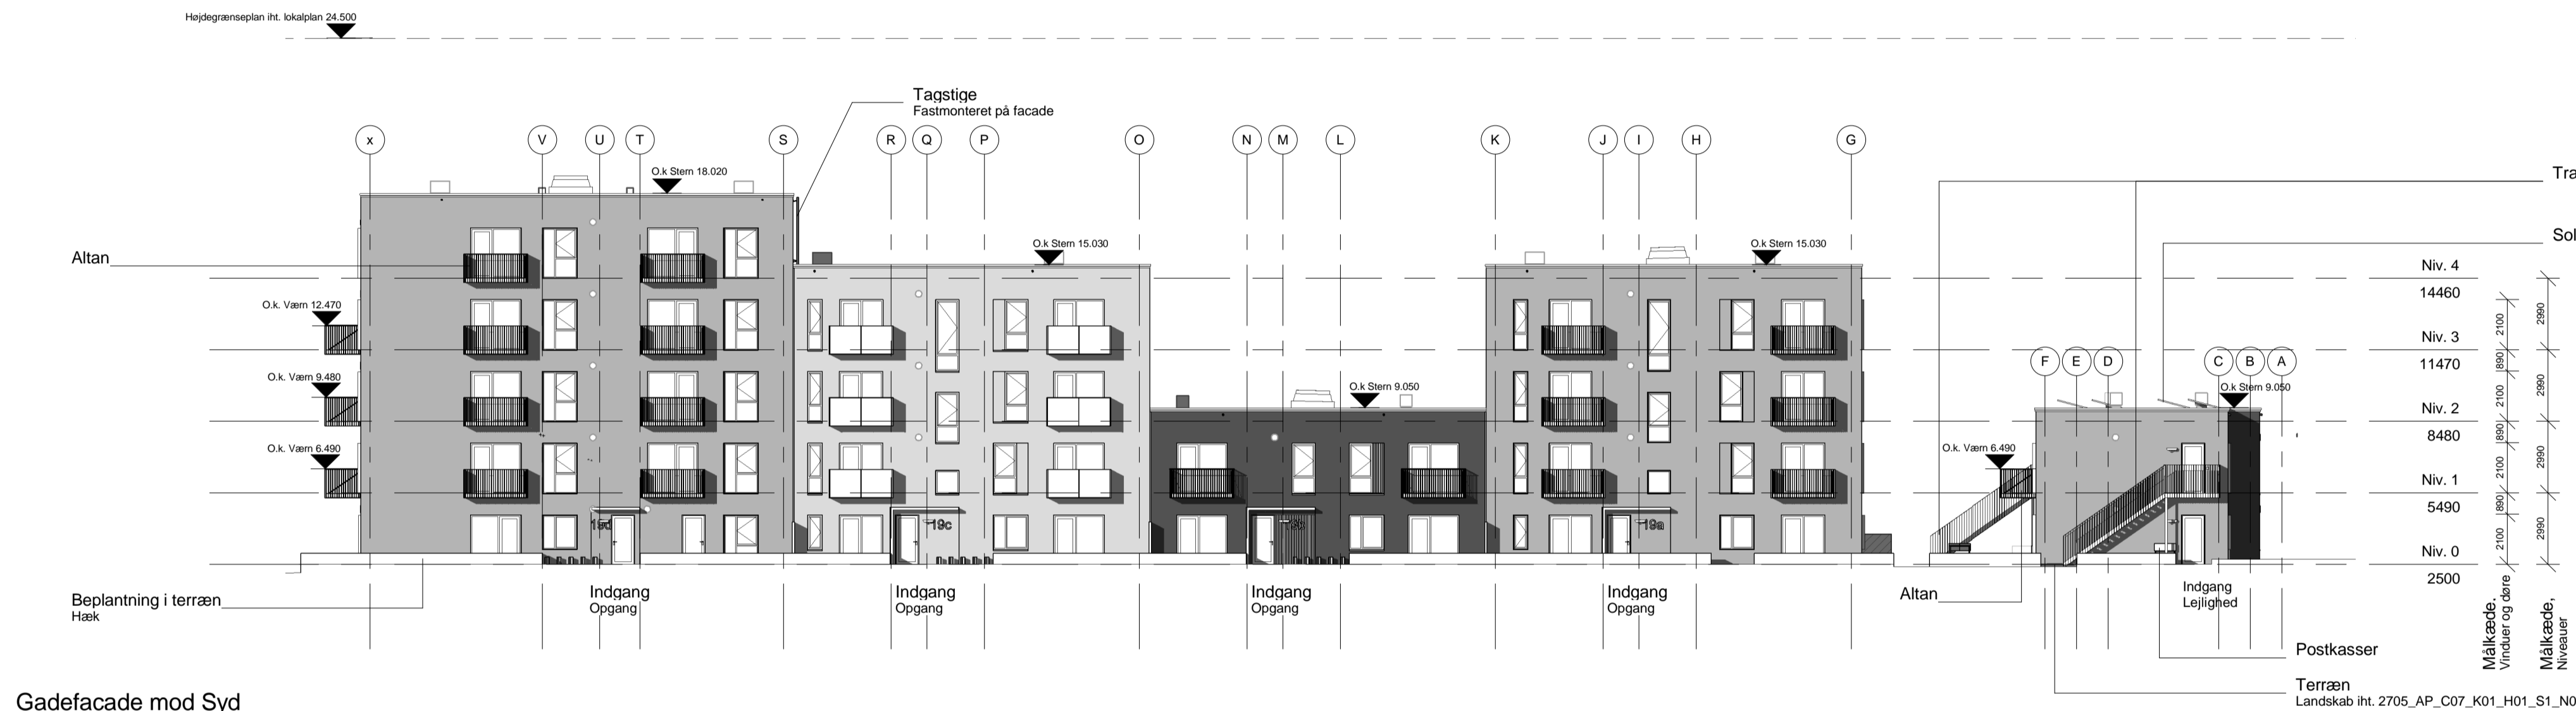 Højdegrænseplan iht. lokalplan 24.500
Tagstige
Fastmonteret på facade
x
V
U
T
S
R
Q
P
O
N
M
L
K
J
I
H
G
Tra
O.k Stern 18.020
Sol
O.k Stern 15.030
O.k Stern 15.030
Altan
Niv. 4
14460
O.k. Værn 12.470
Niv. 3
11470
F
E
D
C
B
A
O.k. Værn 9.480
O.k Stern 9.050
O.k Stern 9.050
Niv. 2
8480
O.k. Værn 6.490
O.k. Værn 6.490
Niv. 1
5490
2100
890
2100
890
2100
890
2100
2990
2990
2990
2990
19d
19c
19a
Niv. 0
2500
Indgang
Opgang
Indgang
Opgang
Indgang
Opgang
Indgang
Opgang
Beplantning i terræn
Hæk
Altan
Indgang
Lejlighed
Målkæde.
Vinduer og døre
Målkæde,
Niveauer
Postkasser
Terræn
Landskab iht. 2705_AP_C07_K01_H01_S1_N0
Gadefacade mod Syd